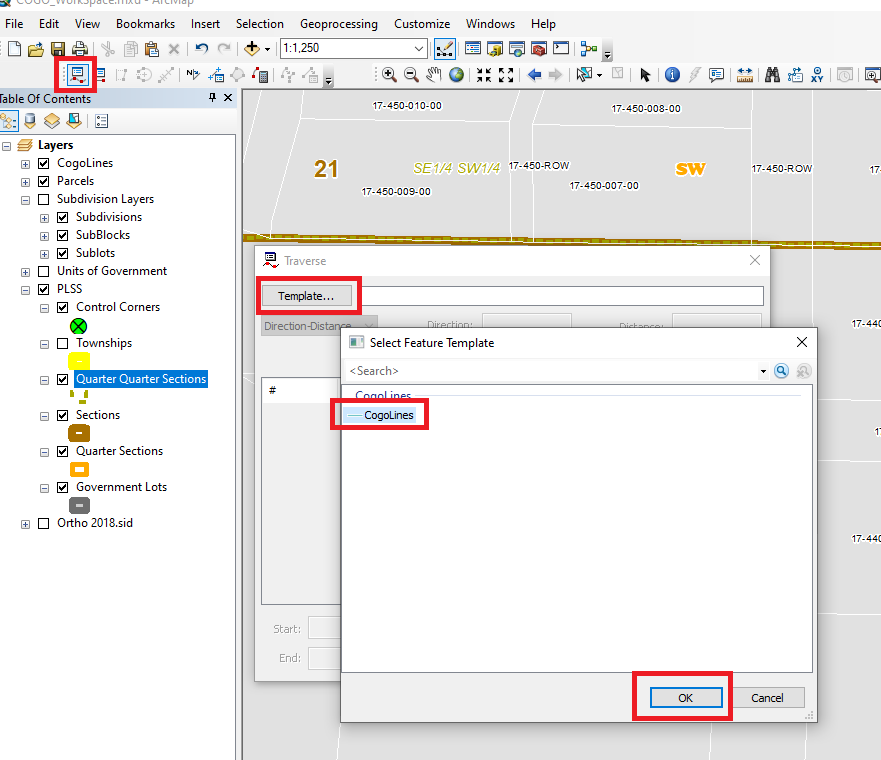 COGO_WorkSpace.mxd - ArcMap
File Edit View Bookmarks Insert Selection Geoprocessing Customize Windows Help
1:1,250
Table Of Contents
Layers
CogoLines
Parcels
Subdivision Layers
Subdivisions
SubBlocks
Sublots
Units of Government
PLSS
Control Corners
Townships
Quarter Quarter Sections
Sections
Quarter Sections
Government Lots
Ortho 2018.sid
17-450-010-00
17-450-008-00
21
SE1/4 SW1/4
17-450-ROW
SW
17-450-ROW
17-
17-450-009-00
17-450-007-00
Traverse
Template...
Direction-Distance
Direction:
Distance:
#
Start:
End:
Select Feature Template
<Search>
CogoLines
CogoLines
OK
Cancel
17-440
17-440